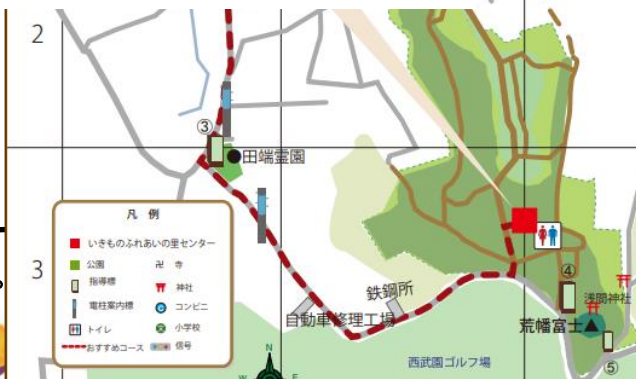 2
③
田端霊園
凡 例
いきものふれあいの里センター
公園
卍 寺
指導標
神社
電柱案内標
コンビニ
トイレ
小学校
おすすめコース
信号
3
④
鉄鋼所
浅間神社
自動車修理工場
荒幡富士
西武園ゴルフ場
⑤
N
W
E